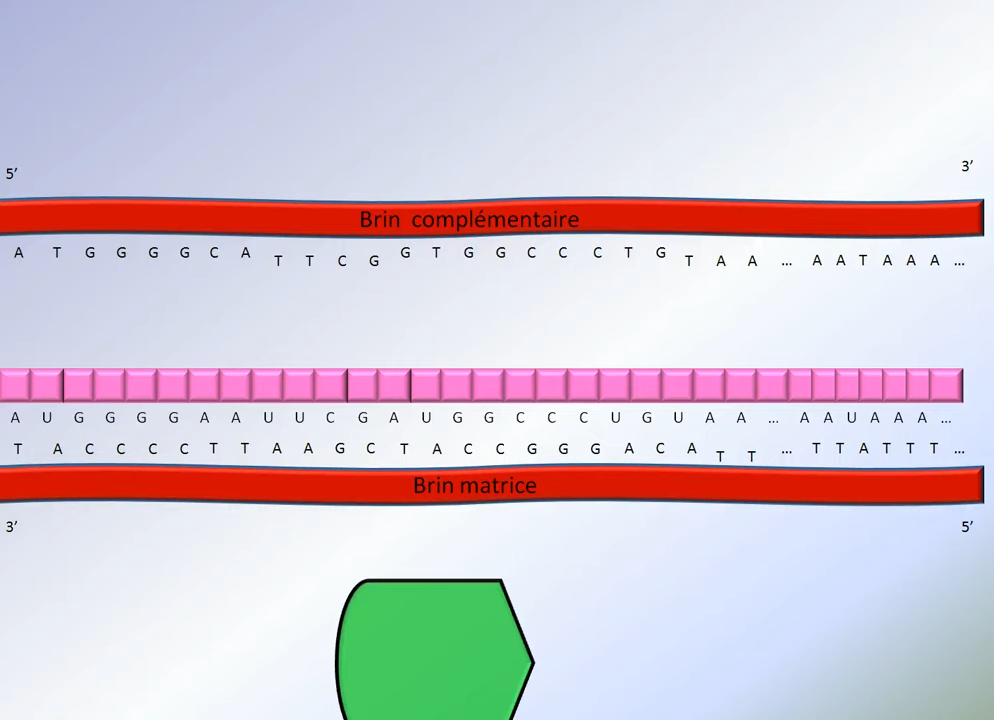 5’ 3’
Brin complémentaire
A T G G G G C A T T C G G T G G C C C T G T A A ... A A T A A A ...
A U G G G G A A U U C G A U G G C C C U G U A A ... A A U A A A ...
T A C C C C T T A A G C T A C C G G G A C A T T ... T T A T T T ...
Brin matrice
3’ 5’